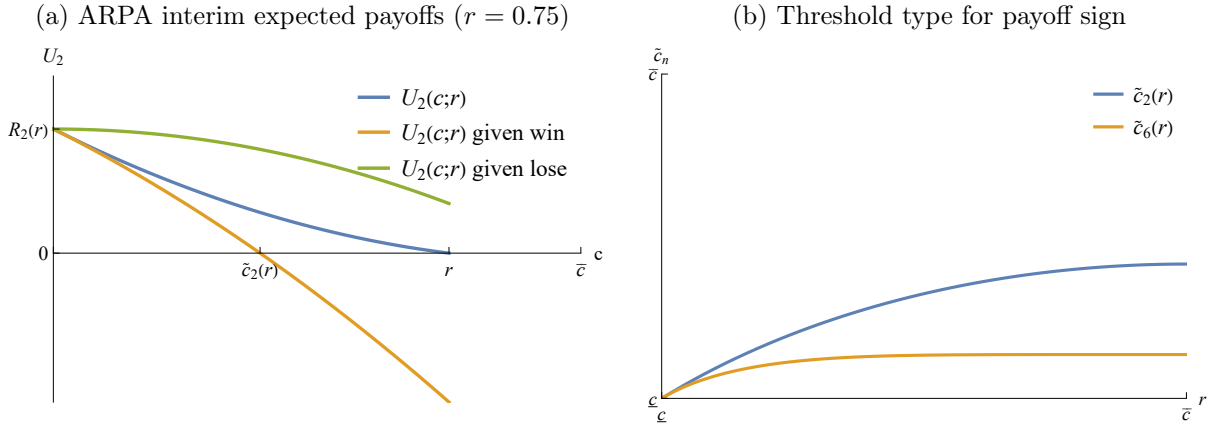 (a) ARPA interim expected payoffs (r = 0.75)
U₂
U₂(c;r)
U₂(c;r) given win
U₂(c;r) given lose
R₂(r)
0
c̃₂(r)
r
c̅
c
(b) Threshold type for payoff sign
c̃ₙ
c̅
c̃₂(r)
c̃₆(r)
c̲
c̲
c̅
r